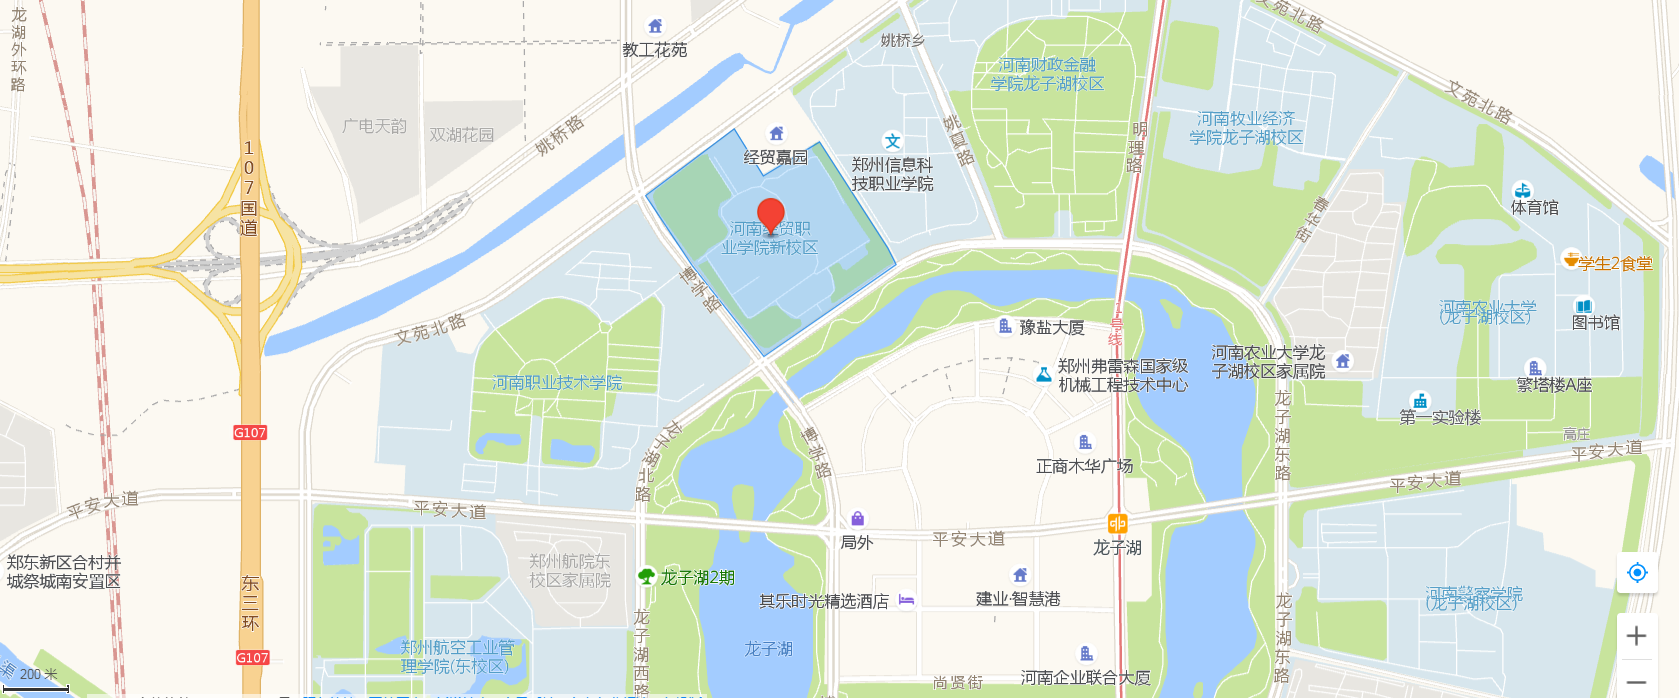 龙湖外环路
教工花苑
姚桥乡
河南财政金融
学院龙子湖校区
文苑北路
文苑北路
广电天韵
双湖花园
姚桥路
107国道
经贸嘉园
郑州信息科
技职业学院
姚夏路
明理路
河南牧业经济
学院龙子湖校区
春华街
体育馆
学生2食堂
河南经贸职
业学院新校区
博学路
文苑北路
1号线
豫盐大厦
河南农业大学
(龙子湖校区)
图书馆
郑州弗雷森国家级
机械工程技术中心
河南农业大学龙
子湖校区家属院
繁塔楼A座
河南职业技术学院
第一实验楼
龙子湖东路
高庄
G107
龙子湖北路
博学路
正商木华广场
平安大道
平安大道
平安大道
平安大道
平安大道
局外
龙子湖
郑东新区合村并
城祭城南安置区
郑州航院东
校区家属院
龙子湖2期
东三环
其乐时光精选酒店
建业·智慧港
河南警察学院
(龙子湖校区)
龙子湖西路
龙子湖东路
G107
郑州航空工业管
理学院(东校区)
龙子湖
河南企业联合大厦
尚贤街
200 米